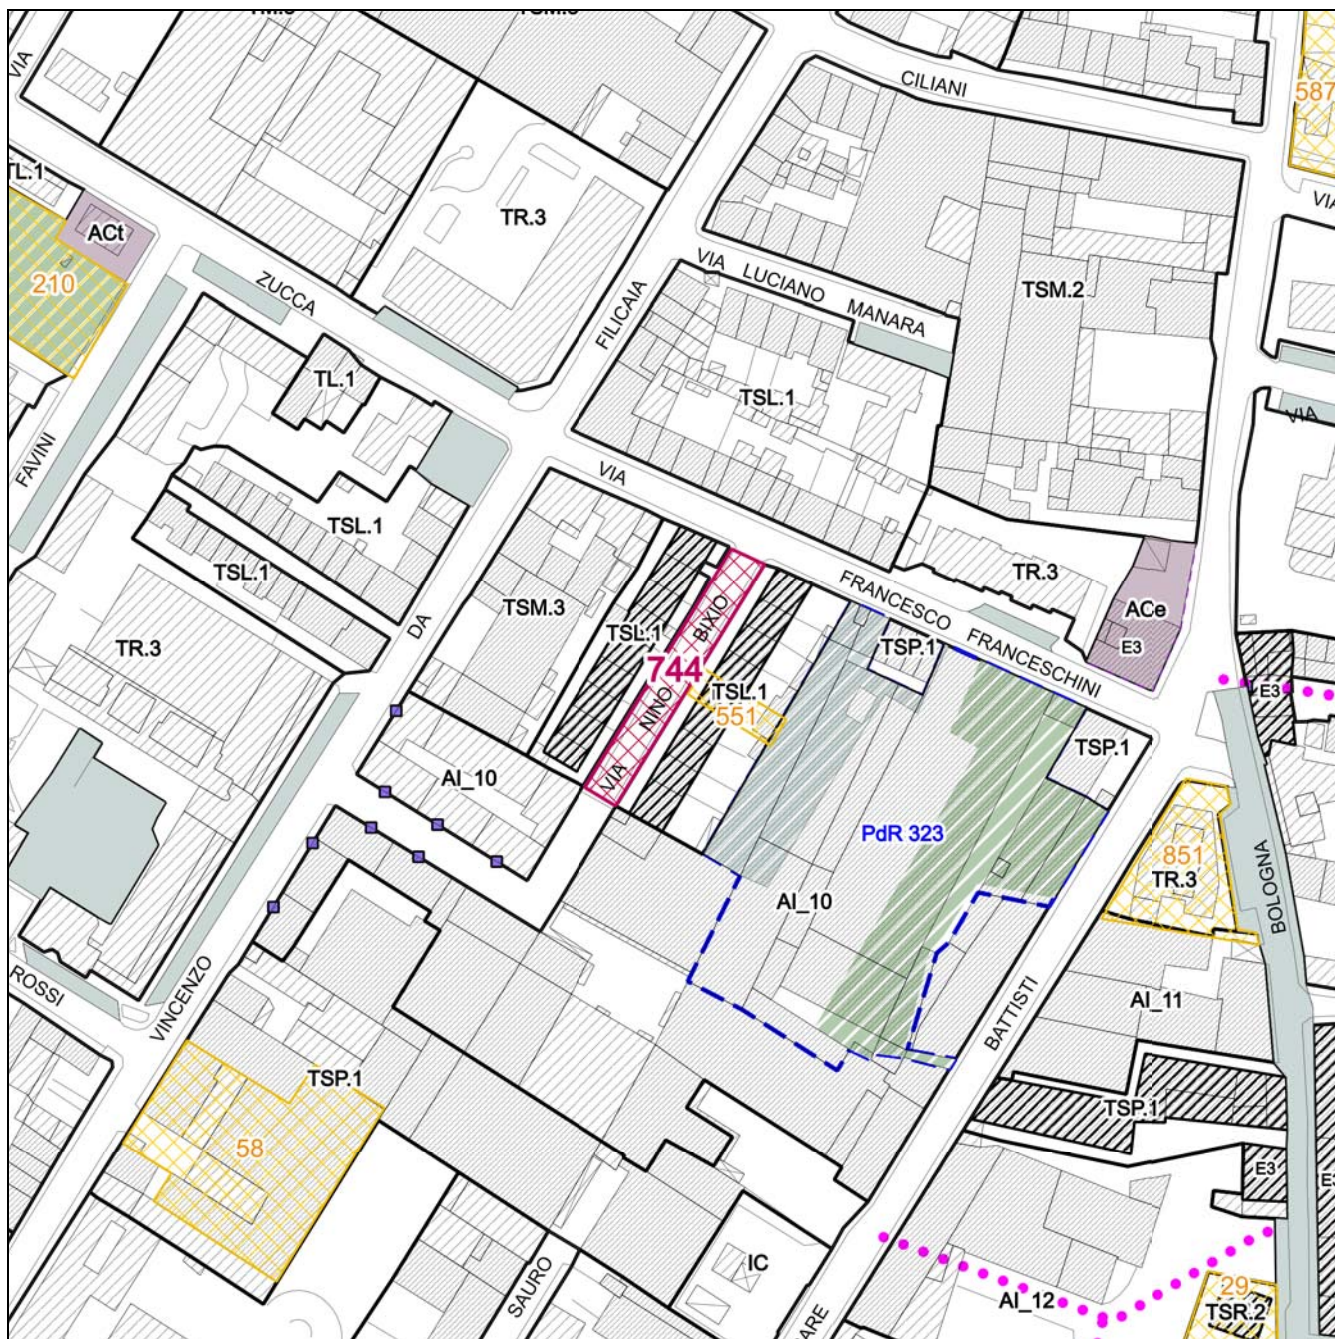 CILIANI
587
VIA
TL.1
ACt
TR.3
VIA
210
ZUCCA
FILICAIA
VIA LUCIANO MANARA
TSM.2
TL.1
TSL.1
VIA
FAVINI
VIA
TSL.1
TSL.1
TR.3
ACe
E3
FRANCESCO FRANCESCHINI
DA
TSM.3
TSL.1
BIXIO
744
NINO
VIA
TSL.1
551
TSP.1
TR.3
E3
TSP.1
AI_10
PdR 323
851
TR.3
BOLOGNA
AI_10
ROSSI
VINCENZO
BATTISTI
AI_11
TSP.1
TSP.1
58
E3
E3
IC
SAURO
AI_12
29
TSR.2
ARE
VIA